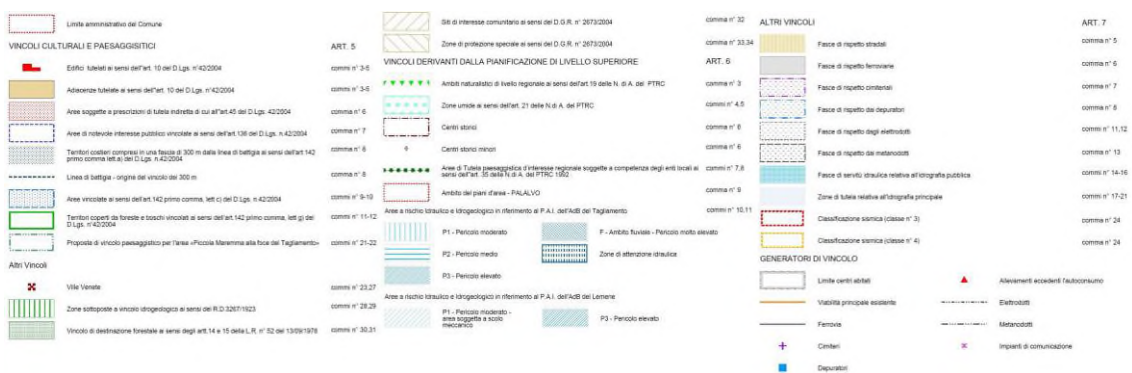 Limite amministrativo del Comune
VINCOLI CULTURALI E PAESAGGISITICI ART. 5
Edifici tutelati ai sensi dell'art. 10 del D.Lgs. n°42/2004 commi n° 3-5
Adiacenze tutelate ai sensi dell'art. 10 del D.Lgs. n°42/2004 commi n° 3-5
Aree soggette a prescrizioni di tutela indiretta di cui all'art.45 del D.Lgs. 42/2004 comma n° 6
Aree di notevole interesse pubblico vincolate ai sensi dell'art.136 del D.Lgs. n.42/2004 comma n° 7
Territori costieri compresi in una fascia di 300 m dalla linea di battigia ai sensi dell'art.142
primo comma lett.a) del D.Lgs. n.42/2004 comma n° 8
Linea di battigia - origine del vincolo dei 300 m comma n° 8
Aree vincolate ai sensi dell'art.142 primo comma, lett c) del D.Lgs. n.42/2004 commi n° 9-10
Territori coperti da foreste e boschi vincolati ai sensi dell'art.142 primo comma, lett g) del
D.Lgs. n°42/2004 commi n° 11-12
Proposta di vincolo paesaggistico per l'area «Piccola Maremma alla foce del Tagliamento» commi n° 21-22
Altri Vincoli
Ville Venete commi n° 23,27
Zone sottoposte a vincolo idrogeologico ai sensi del R.D.3267/1923 commi n° 28,29
Vincolo di destinazione forestale ai sensi degli artt.14 e 15 della L.R. n° 52 del 13/09/1978 commi n° 30,31
Siti di interesse comunitario ai sensi del D.G.R. n° 2673/2004 comma n° 32
Zone di protezione speciale ai sensi del D.G.R. n° 2673/2004 comma n° 33,34
VINCOLI DERIVANTI DALLA PIANIFICAZIONE DI LIVELLO SUPERIORE ART. 6
Ambiti naturalistici di livello regionale ai sensi dell'art 19 delle N. di A. del PTRC comma n° 3
Zone umide ai sensi dell'art. 21 delle N.di A. del PTRC commi n° 4,5
Centri storici comma n° 6
Centri storici minori comma n° 6
Aree di Tutela paesaggistica d'interesse regionale soggette a competenza degli enti locali ai
sensi dell'art. 35 delle N.di A. del PTRC 1992 commi n° 7,8
Ambito dei piani d'area - PALALVO comma n° 9
Aree a rischio Idraulico e Idrogeologico in riferimento al P.A.I. dell'AdB del Tagliamento commi n° 10,11
P1 - Pericolo moderato F - Ambito fluviale - Pericolo molto elevato
P2 - Pericolo medio Zone di attenzione idraulica
P3 - Pericolo elevato
Aree a rischio Idraulico e Idrogeologico in riferimento al P.A.I. dell'AdB del Lemene
P1 - Pericolo moderato -
area soggetta a scolo
meccanico
P3 - Pericolo elevato
ALTRI VINCOLI ART. 7
Fasce di rispetto stradali comma n° 5
Fasce di rispetto ferroviarie comma n° 6
Fasce di rispetto cimiteriali comma n° 7
Fasce di rispetto dai depuratori comma n° 8
Fasce di rispetto dagli elettrodotti commi n° 11,12
Fasce di rispetto dai metanodotti comma n° 13
Fasce di servitù idraulica relativa all'idrografia pubblica commi n° 14-16
Zone di tutela relative all'idrografia principale commi n° 17-21
Classificazione sismica (classe n° 3) comma n° 24
Classificazione sismica (classe n° 4) comma n° 24
GENERATORI DI VINCOLO
Limite centri abitati Allevamenti eccedenti l'autoconsumo
Viabilità principale esistente Elettrodotti
Ferrovia Metanodotti
Cimiteri Impianti di comunicazione
Depuratori